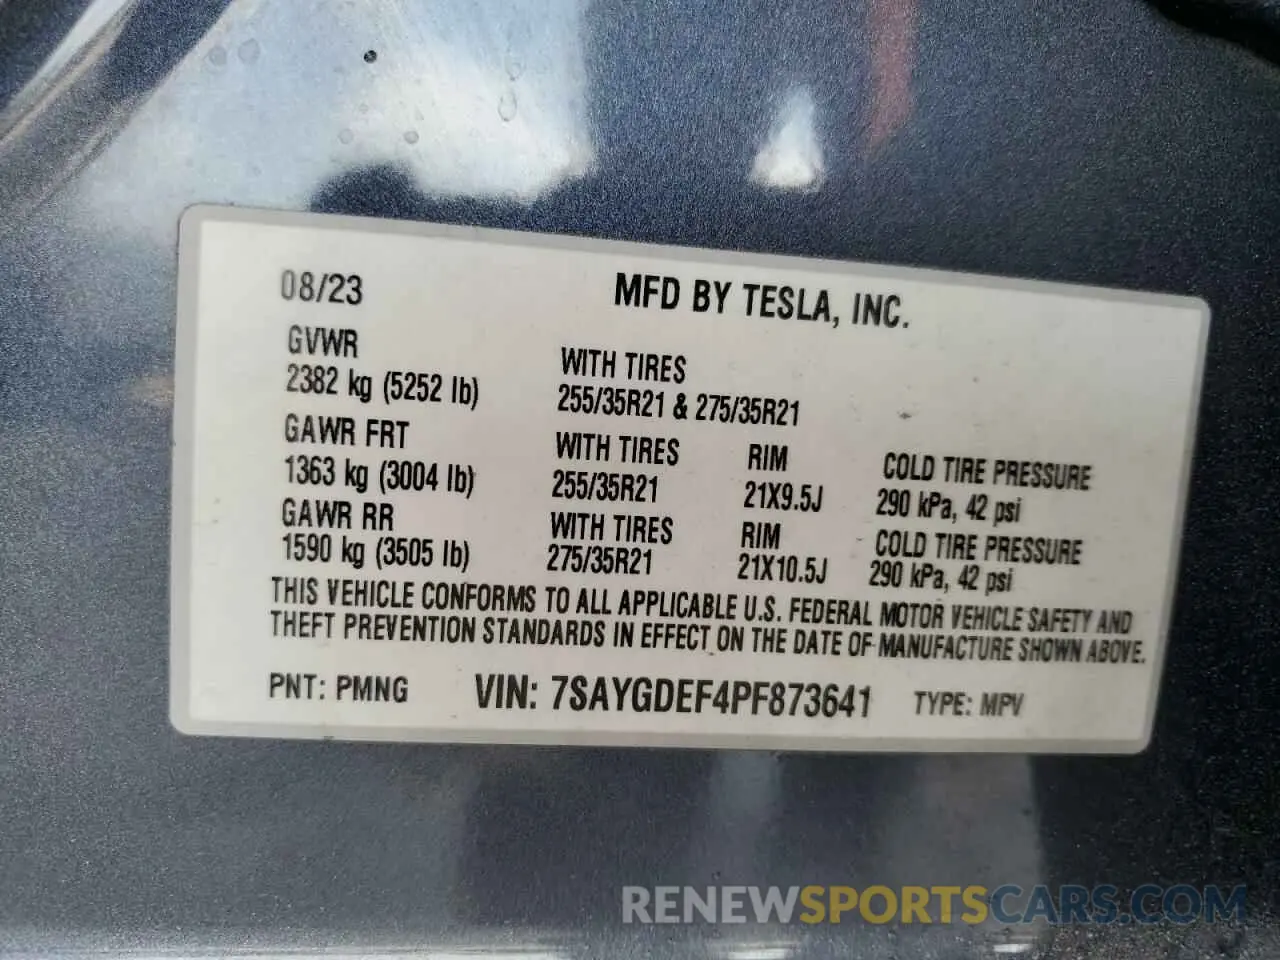 08/23 MFD BY TESLA, INC.
GVWR WITH TIRES
2382 kg (5252 lb) 255/35R21 & 275/35R21
GAWR FRT WITH TIRES RIM COLD TIRE PRESSURE
1363 kg (3004 lb) 255/35R21 21X9.5J 290 kPa, 42 psi
GAWR RR WITH TIRES RIM COLD TIRE PRESSURE
1590 kg (3505 lb) 275/35R21 21X10.5J 290 kPa, 42 psi
THIS VEHICLE CONFORMS TO ALL APPLICABLE U.S. FEDERAL MOTOR VEHICLE SAFETY AND
THEFT PREVENTION STANDARDS IN EFFECT ON THE DATE OF MANUFACTURE SHOWN ABOVE.
PNT: PMNG VIN: 7SAYGDEF4PF873641 TYPE: MPV
RENEWSPORTSCARS.COM